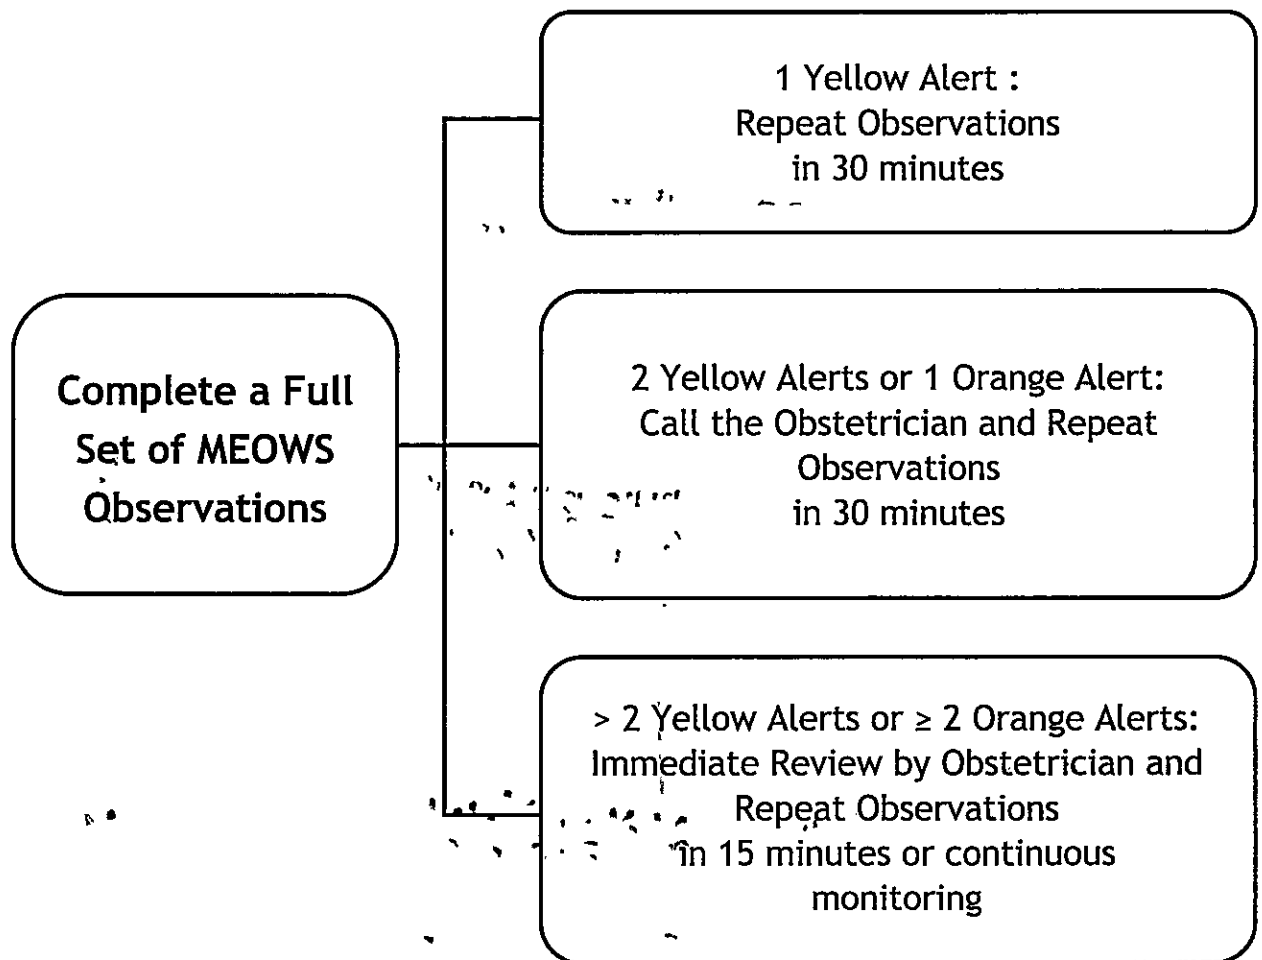 Complete a Full
Set of MEOWS
Observations
1 Yellow Alert :
Repeat Observations
in 30 minutes
2 Yellow Alerts or 1 Orange Alert:
Call the Obstetrician and Repeat
Observations
in 30 minutes
> 2 Yellow Alerts or ≥ 2 Orange Alerts:
Immediate Review by Obstetrician and
Repeat Observations
in 15 minutes or continuous
monitoring